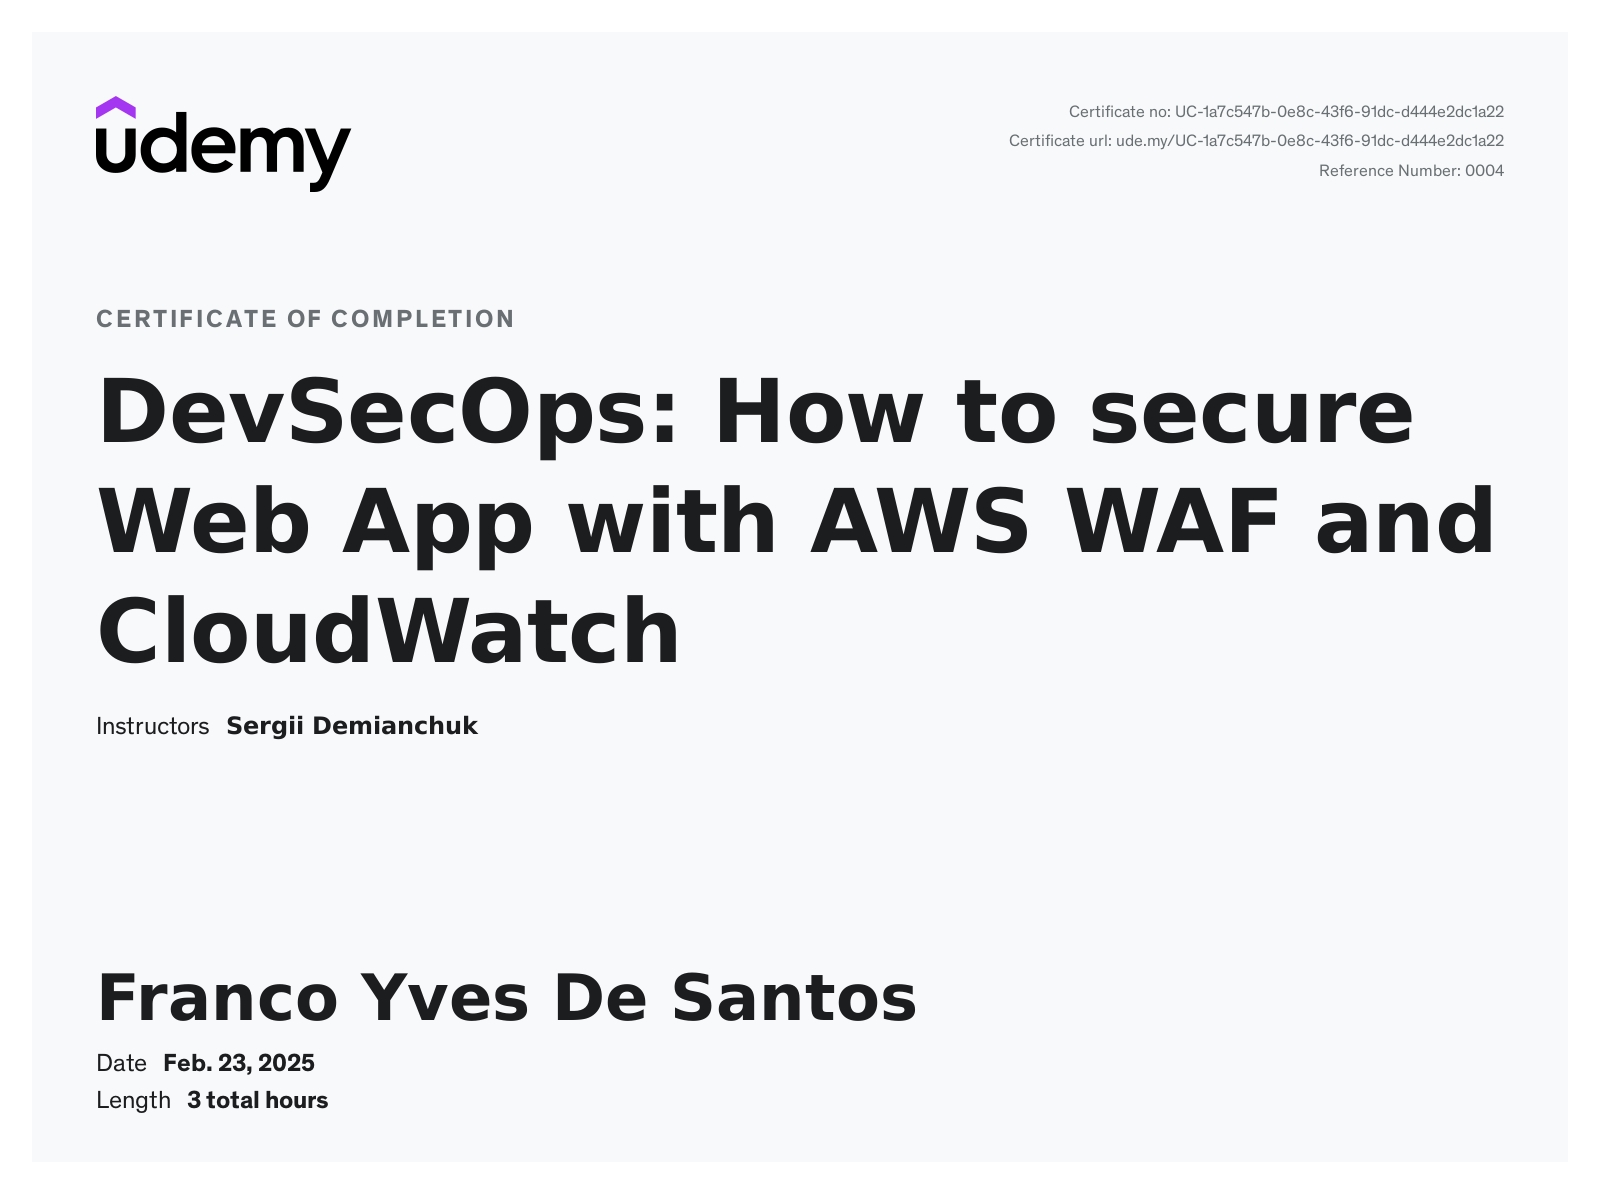 udemy
Certificate no: UC-1a7c547b-0e8c-43f6-91dc-d444e2dc1a22
Certificate url: ude.my/UC-1a7c547b-0e8c-43f6-91dc-d444e2dc1a22
Reference Number: 0004
CERTIFICATE OF COMPLETION
DevSecOps: How to secure
Web App with AWS WAF and
CloudWatch
Instructors Sergii Demianchuk
Franco Yves De Santos
Date Feb. 23, 2025
Length 3 total hours